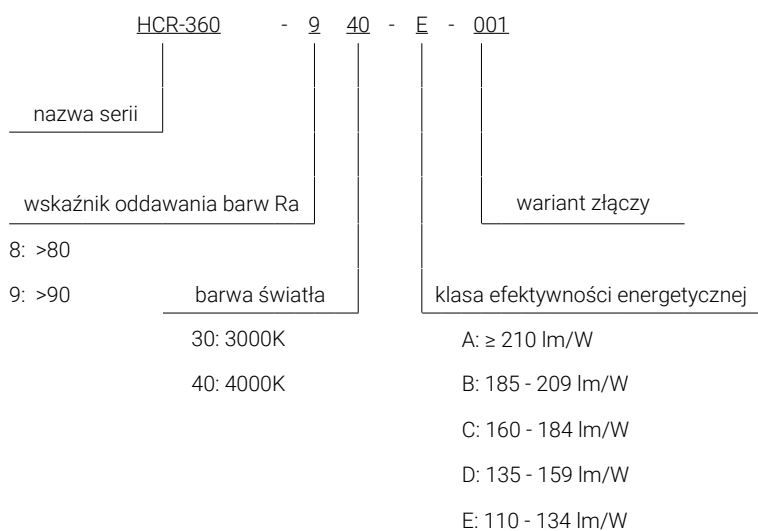 HCR-360 - 9 40 - E - 001
nazwa serii
wskaźnik oddawania barw Ra
8: >80
9: >90
barwa światła
30: 3000K
40: 4000K
wariant złączy
klasa efektywności energetycznej
A: ≥ 210 lm/W
B: 185 - 209 lm/W
C: 160 - 184 lm/W
D: 135 - 159 lm/W
E: 110 - 134 lm/W